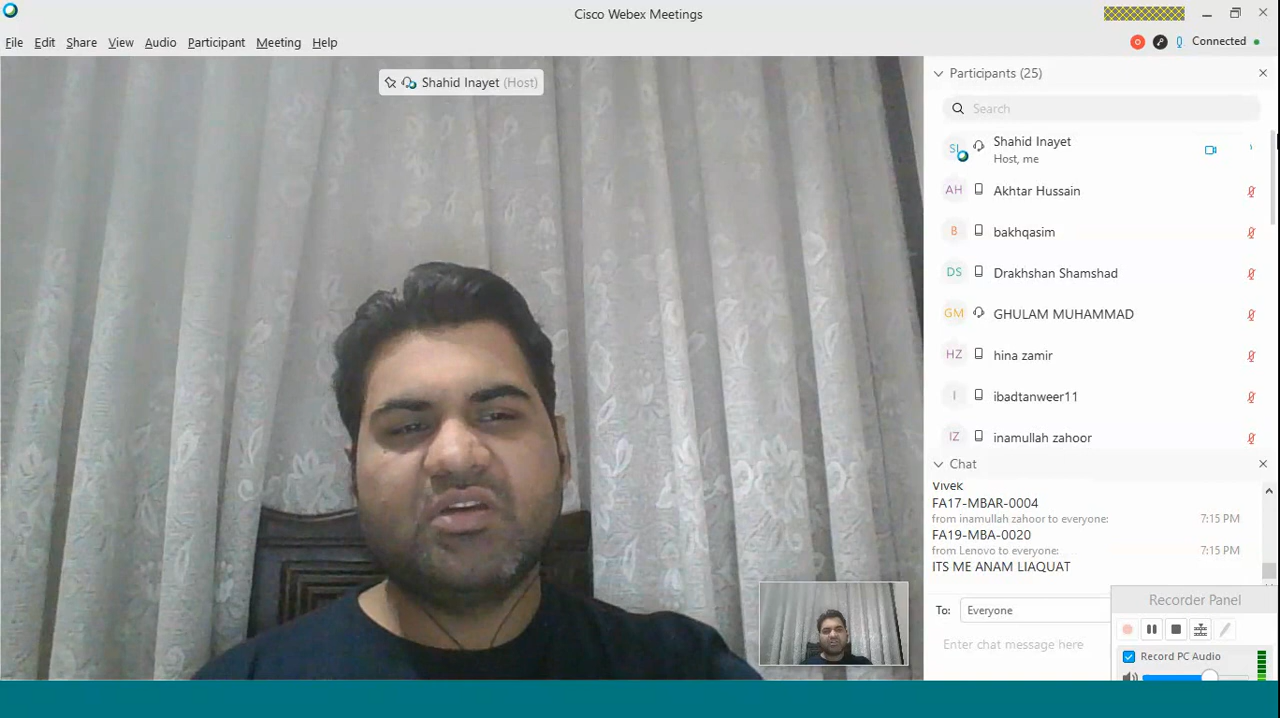 Cisco Webex Meetings
File Edit Share View Audio Participant Meeting Help
Connected
Shahid Inayet (Host)
Participants (25)
Search
SI
Shahid Inayet
Host, me
AH Akhtar Hussain
B bakhqasim
DS Drakhshan Shamshad
GM GHULAM MUHAMMAD
HZ hina zamir
I ibadtanweer11
IZ inamullah zahoor
Chat
Vivek
FA17-MBAR-0004
from inamullah zahoor to everyone: 7:15 PM
FA19-MBA-0020
from Lenovo to everyone: 7:15 PM
ITS ME ANAM LIAQUAT
To: Everyone
Enter chat message here
Recorder Panel
Record PC Audio